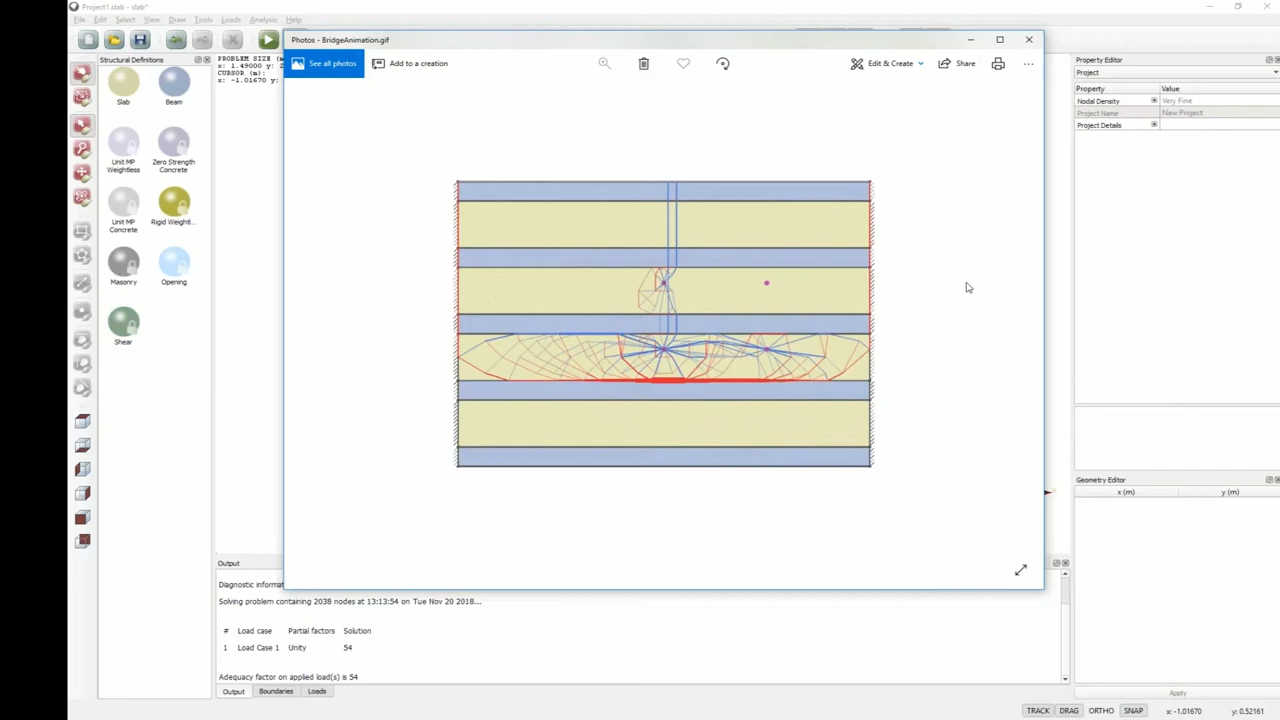 Project1.slab - slab*
File Edit Select View Draw Tools Loads Analysis Help
Photos - BridgeAnimation.gif
See all photos
Add to a creation
Edit & Create
Share
Structural Definitions
Slab
Beam
Unit MP Weightless
Zero Strength Concrete
Unit MP Concrete
Rigid Weightl...
Masonry
Opening
Shear
PROBLEM SIZE (m
x: 1.49000 y: 2
CURSOR (m):
x: -1.01670 y:
Property Editor
Project
Property Value
Nodal Density Very Fine
Project Name New Project
Project Details
Apply
Geometry Editor
x (m) y (m)
Output
Diagnostic informat
Solving problem containing 2038 nodes at 13:13:54 on Tue Nov 20 2018...
# Load case Partial factors Solution
1 Load Case 1 Unity 54
Adequacy factor on applied load(s) is 54
Output Boundaries Loads
TRACK DRAG ORTHO SNAP x: -1.01670 y: 0.52161